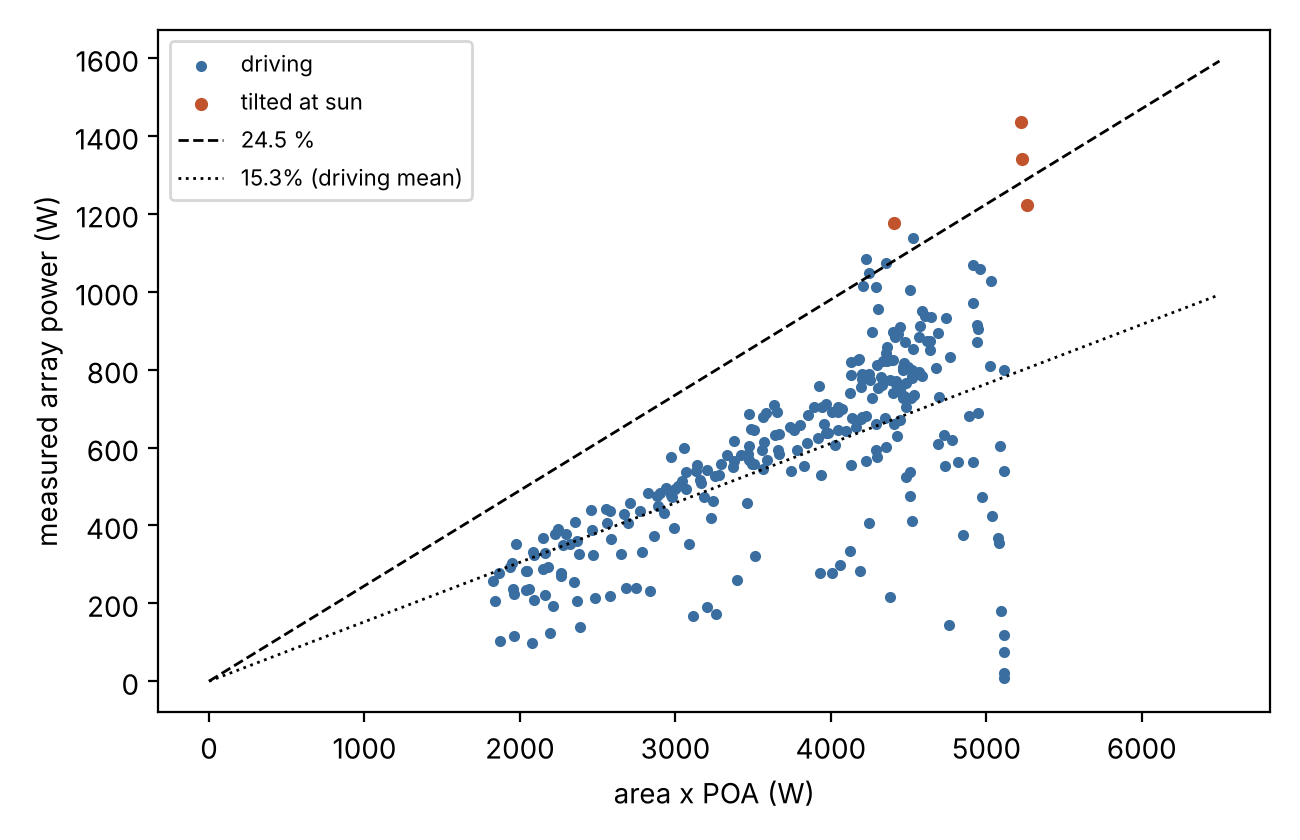 1600
1400
1200
1000
800
600
400
200
0
measured array power (W)
driving
tilted at sun
24.5 %
15.3% (driving mean)
0 1000 2000 3000 4000 5000 6000
area x POA (W)